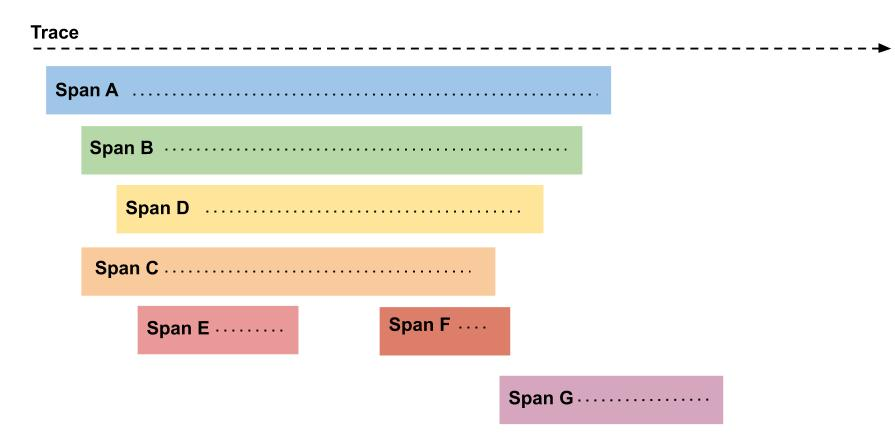 Trace
Span A
Span B
Span D
Span C
Span E
Span F
Span G